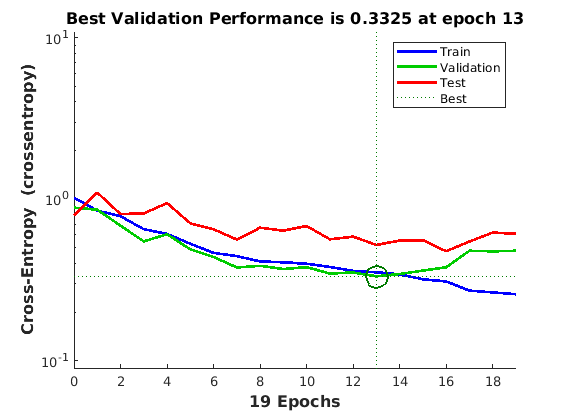 Best Validation Performance is 0.3325 at epoch 13
Cross-Entropy (crossentropy)
10^1
10^0
10^-1
Train
Validation
Test
Best
0 2 4 6 8 10 12 14 16 18
19 Epochs